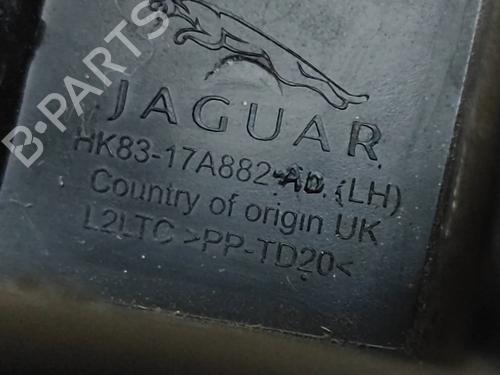 B-PARTS
JAGUAR
HK83-17A882-AD (LH)
Country of origin UK
L2LTC >PP-TD20<